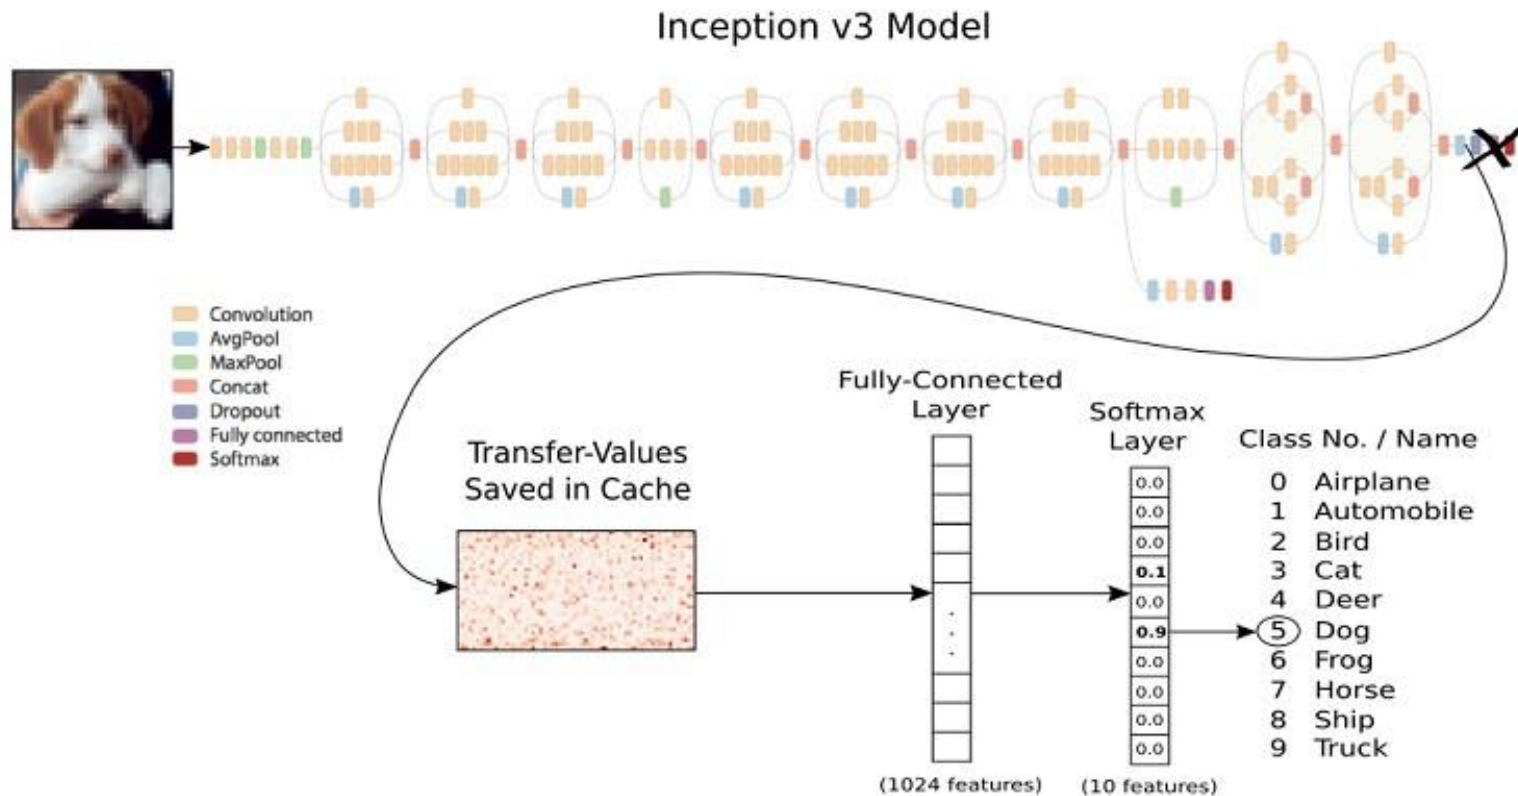 Inception v3 Model
Convolution
AvgPool
MaxPool
Concat
Dropout
Fully connected
Softmax
Transfer-Values
Saved in Cache
Fully-Connected
Layer
(1024 features)
Softmax
Layer
0.0
0.0
0.0
0.1
0.0
0.9
0.0
0.0
0.0
0.0
(10 features)
Class No. / Name
0 Airplane
1 Automobile
2 Bird
3 Cat
4 Deer
5 Dog
6 Frog
7 Horse
8 Ship
9 Truck